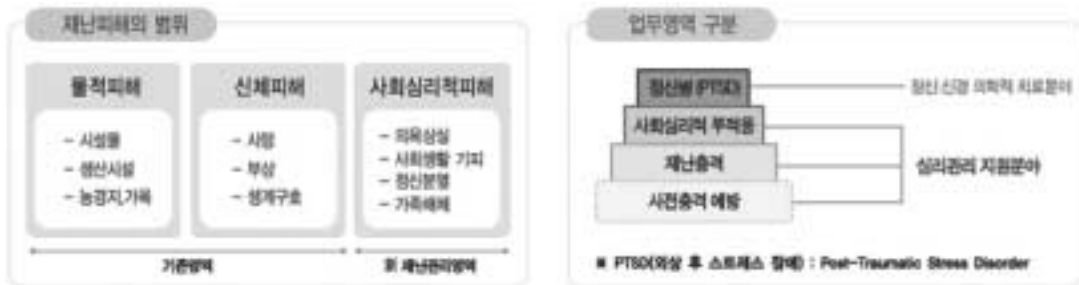 재난피해의 범위
물적피해
- 시설물
- 생산시설
- 농경지,가옥
신체피해
- 사망
- 부상
- 생계구호
사회심리적피해
- 의욕상실
- 사회생활 기피
- 정신분열
- 가족해체
기존영역
재난관리영역
업무영역 구분
정신병 (PTSD)
사회심리적 부적응
재난충격
사전충격 예방
정신 신경 의학적 치료분야
심리관리 지원분야
■ PTSD(외상 후 스트레스 장애) : Post-Traumatic Stress Disorder